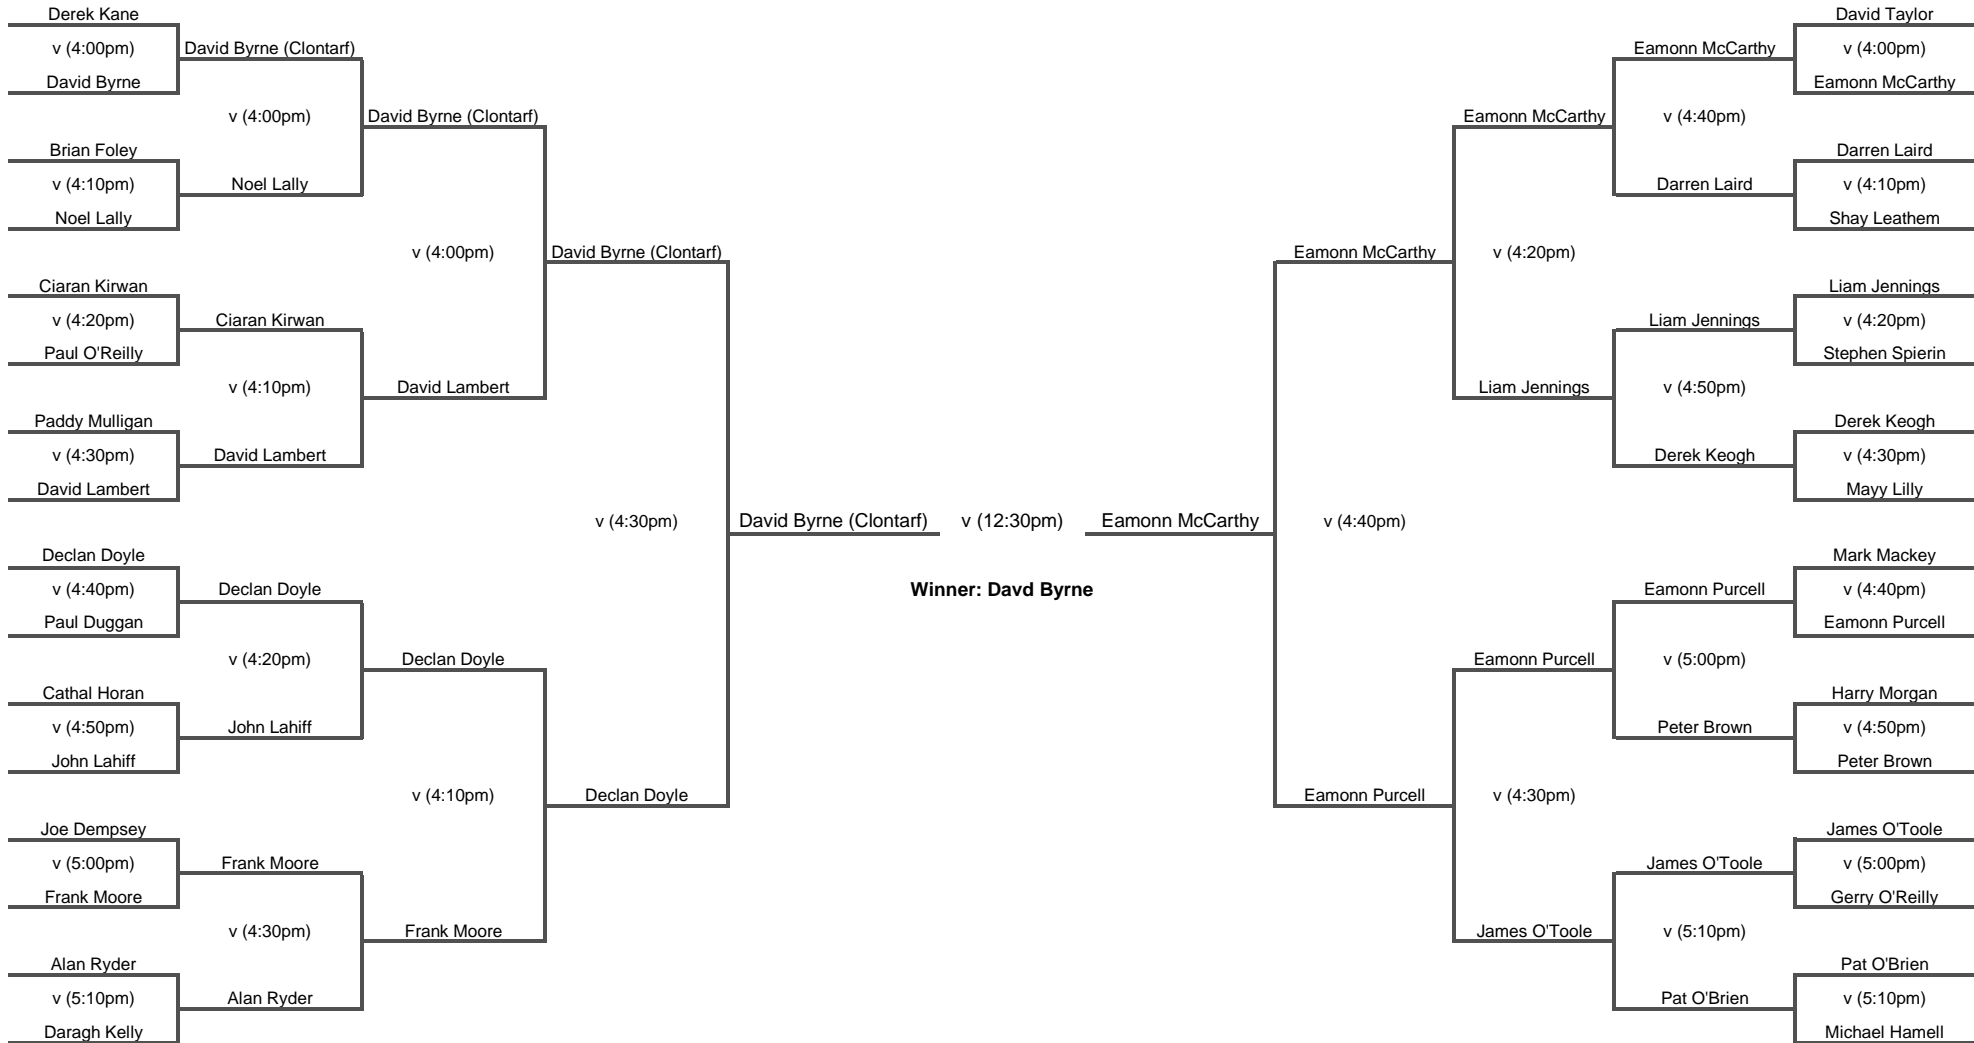 Derek Kane
v (4:00pm)
David Byrne
Brian Foley
v (4:10pm)
Noel Lally
Ciaran Kirwan
v (4:20pm)
Paul O'Reilly
Paddy Mulligan
v (4:30pm)
David Lambert
Declan Doyle
v (4:40pm)
Paul Duggan
Cathal Horan
v (4:50pm)
John Lahiff
Joe Dempsey
v (5:00pm)
Frank Moore
Alan Ryder
v (5:10pm)
Daragh Kelly
David Byrne (Clontarf)
v (4:00pm)
Noel Lally
Ciaran Kirwan
v (4:10pm)
David Lambert
Declan Doyle
v (4:20pm)
John Lahiff
Frank Moore
v (4:30pm)
Alan Ryder
David Byrne (Clontarf)
v (4:00pm)
David Lambert
Declan Doyle
v (4:10pm)
Frank Moore
David Byrne (Clontarf)
v (4:30pm)
Declan Doyle
David Byrne (Clontarf)
v (12:30pm)
Eamonn McCarthy
Winner: Davd Byrne
Eamonn McCarthy
v (4:40pm)
Eamonn Purcell
Eamonn McCarthy
v (4:20pm)
Liam Jennings
Eamonn Purcell
v (4:30pm)
James O'Toole
Eamonn McCarthy
v (4:40pm)
Darren Laird
Liam Jennings
v (4:50pm)
Derek Keogh
Eamonn Purcell
v (5:00pm)
Peter Brown
James O'Toole
v (5:10pm)
Pat O'Brien
David Taylor
v (4:00pm)
Eamonn McCarthy
Darren Laird
v (4:10pm)
Shay Leathem
Liam Jennings
v (4:20pm)
Stephen Spierin
Derek Keogh
v (4:30pm)
Mayy Lilly
Mark Mackey
v (4:40pm)
Eamonn Purcell
Harry Morgan
v (4:50pm)
Peter Brown
James O'Toole
v (5:00pm)
Gerry O'Reilly
Pat O'Brien
v (5:10pm)
Michael Hamell